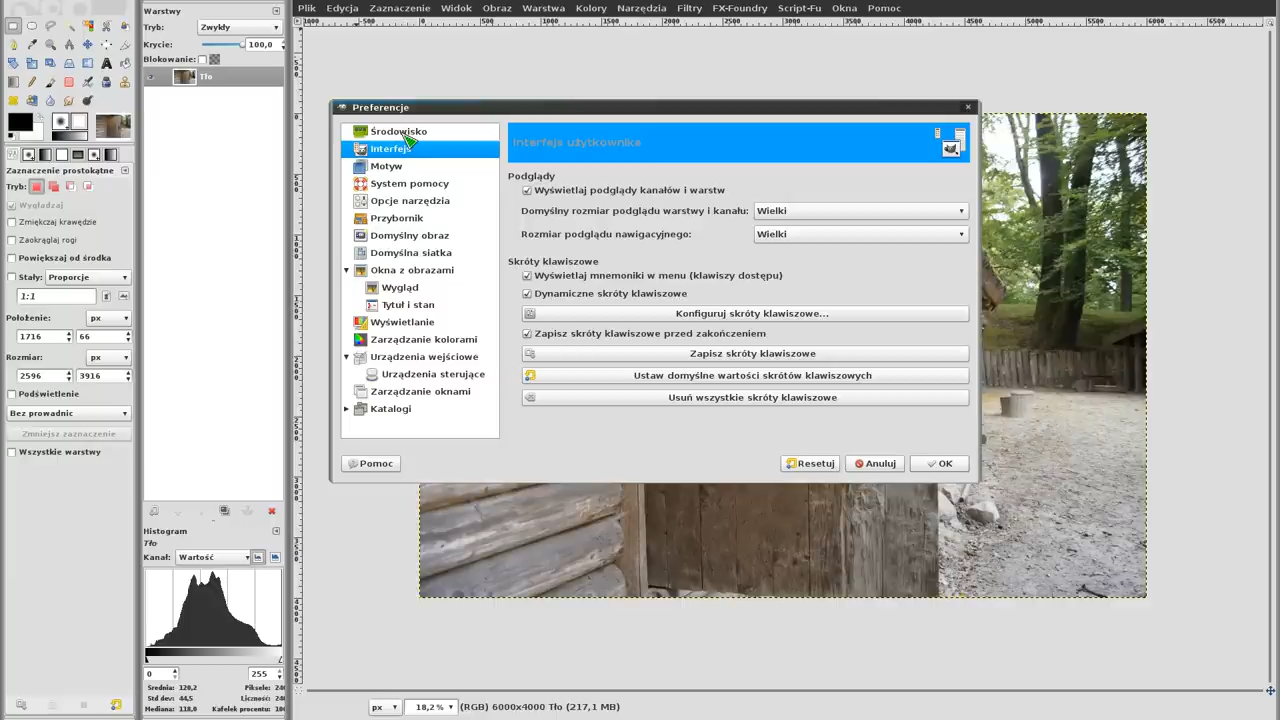 Warstwy
Tryb: Zwykły
Krycie: 100,0
Blokowanie:
Tło
Plik Edycja Zaznaczenie Widok Obraz Warstwa Kolory Narzędzia Filtry FX-Foundry Script-Fu Okna Pomoc
Zaznaczenie prostokątne
Tryb:
Wygładzaj
Zmiękczaj krawędzie
Zaokrąglaj rogi
Powiększaj od środka
Stały: Proporcje
1:1
Położenie: px
1716 66
Rozmiar: px
2596 3916
Podświetlenie
Bez prowadnic
Zmniejsz zaznaczenie
Wszystkie warstwy
Histogram
Tło
Kanał: Wartość
0 255
Średnia: 120,2 Piksele:
Std dev: 44,5 Liczność:
Mediana: 118,0 Kafelek procentu:
Preferencje
Środowisko
Interfejs
Motyw
System pomocy
Opcje narzędzia
Przybornik
Domyślny obraz
Domyślna siatka
Okna z obrazami
Wygląd
Tytuł i stan
Wyświetlanie
Zarządzanie kolorami
Urządzenia wejściowe
Urządzenia sterujące
Zarządzanie oknami
Katalogi
Interfejs użytkownika
Podglądy
Wyświetlaj podglądy kanałów i warstw
Domyślny rozmiar podglądu warstwy i kanału: Wielki
Rozmiar podglądu nawigacyjnego: Wielki
Skróty klawiszowe
Wyświetlaj mnemoniki w menu (klawisze dostępu)
Dynamiczne skróty klawiszowe
Konfiguruj skróty klawiszowe...
Zapisz skróty klawiszowe przed zakończeniem
Zapisz skróty klawiszowe
Ustaw domyślne wartości skrótów klawiszowych
Usuń wszystkie skróty klawiszowe
Pomoc Resetuj Anuluj OK
px 18,2% (RGB) 6000x4000 Tło (217,1 MB)